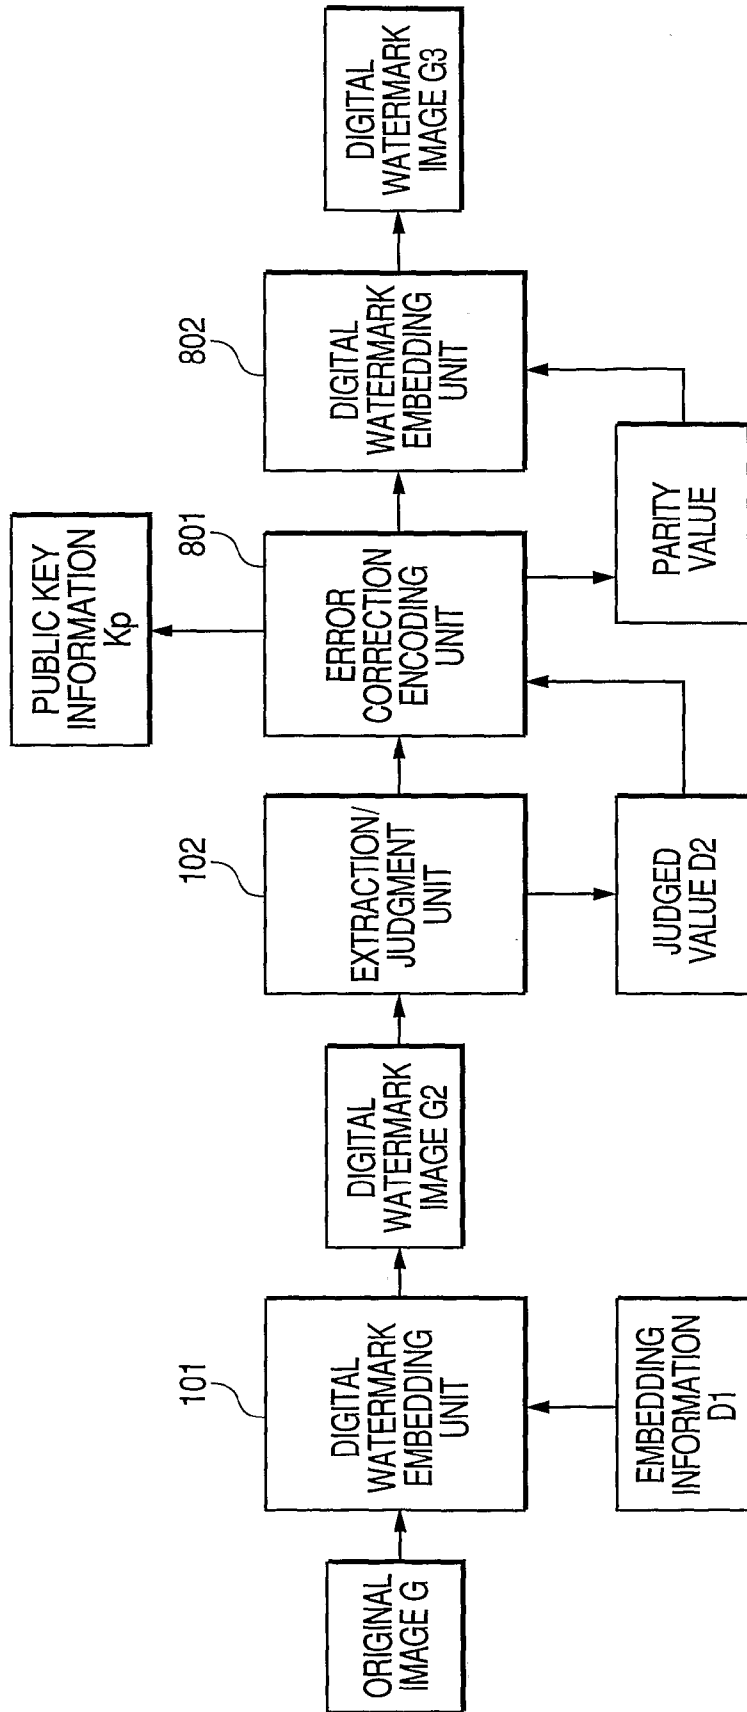 ORIGINAL
IMAGE G
101
DIGITAL
WATERMARK
EMBEDDING
UNIT
EMBEDDING
INFORMATION
D1
DIGITAL
WATERMARK
IMAGE G2
102
EXTRACTION/
JUDGMENT
UNIT
JUDGED
VALUE D2
PUBLIC KEY
INFORMATION
Kp
801
ERROR
CORRECTION
ENCODING
UNIT
PARITY
VALUE
802
DIGITAL
WATERMARK
EMBEDDING
UNIT
DIGITAL
WATERMARK
IMAGE G3